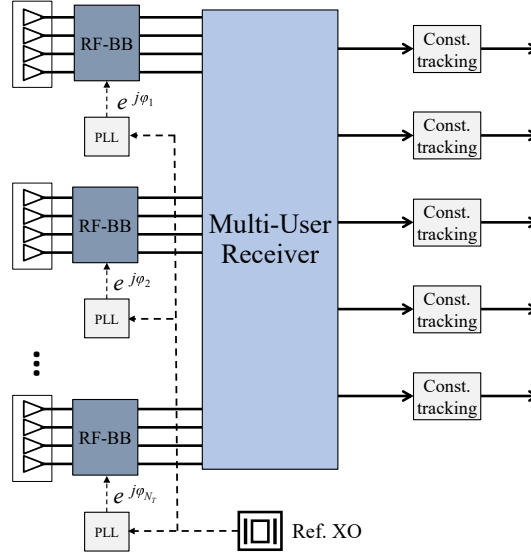 RF-BB
e^{jφ_1}
PLL
RF-BB
e^{jφ_2}
PLL
RF-BB
e^{jφ_{N_T}}
PLL
Ref. XO
Multi-User
Receiver
Const.
tracking
Const.
tracking
Const.
tracking
Const.
tracking
Const.
tracking